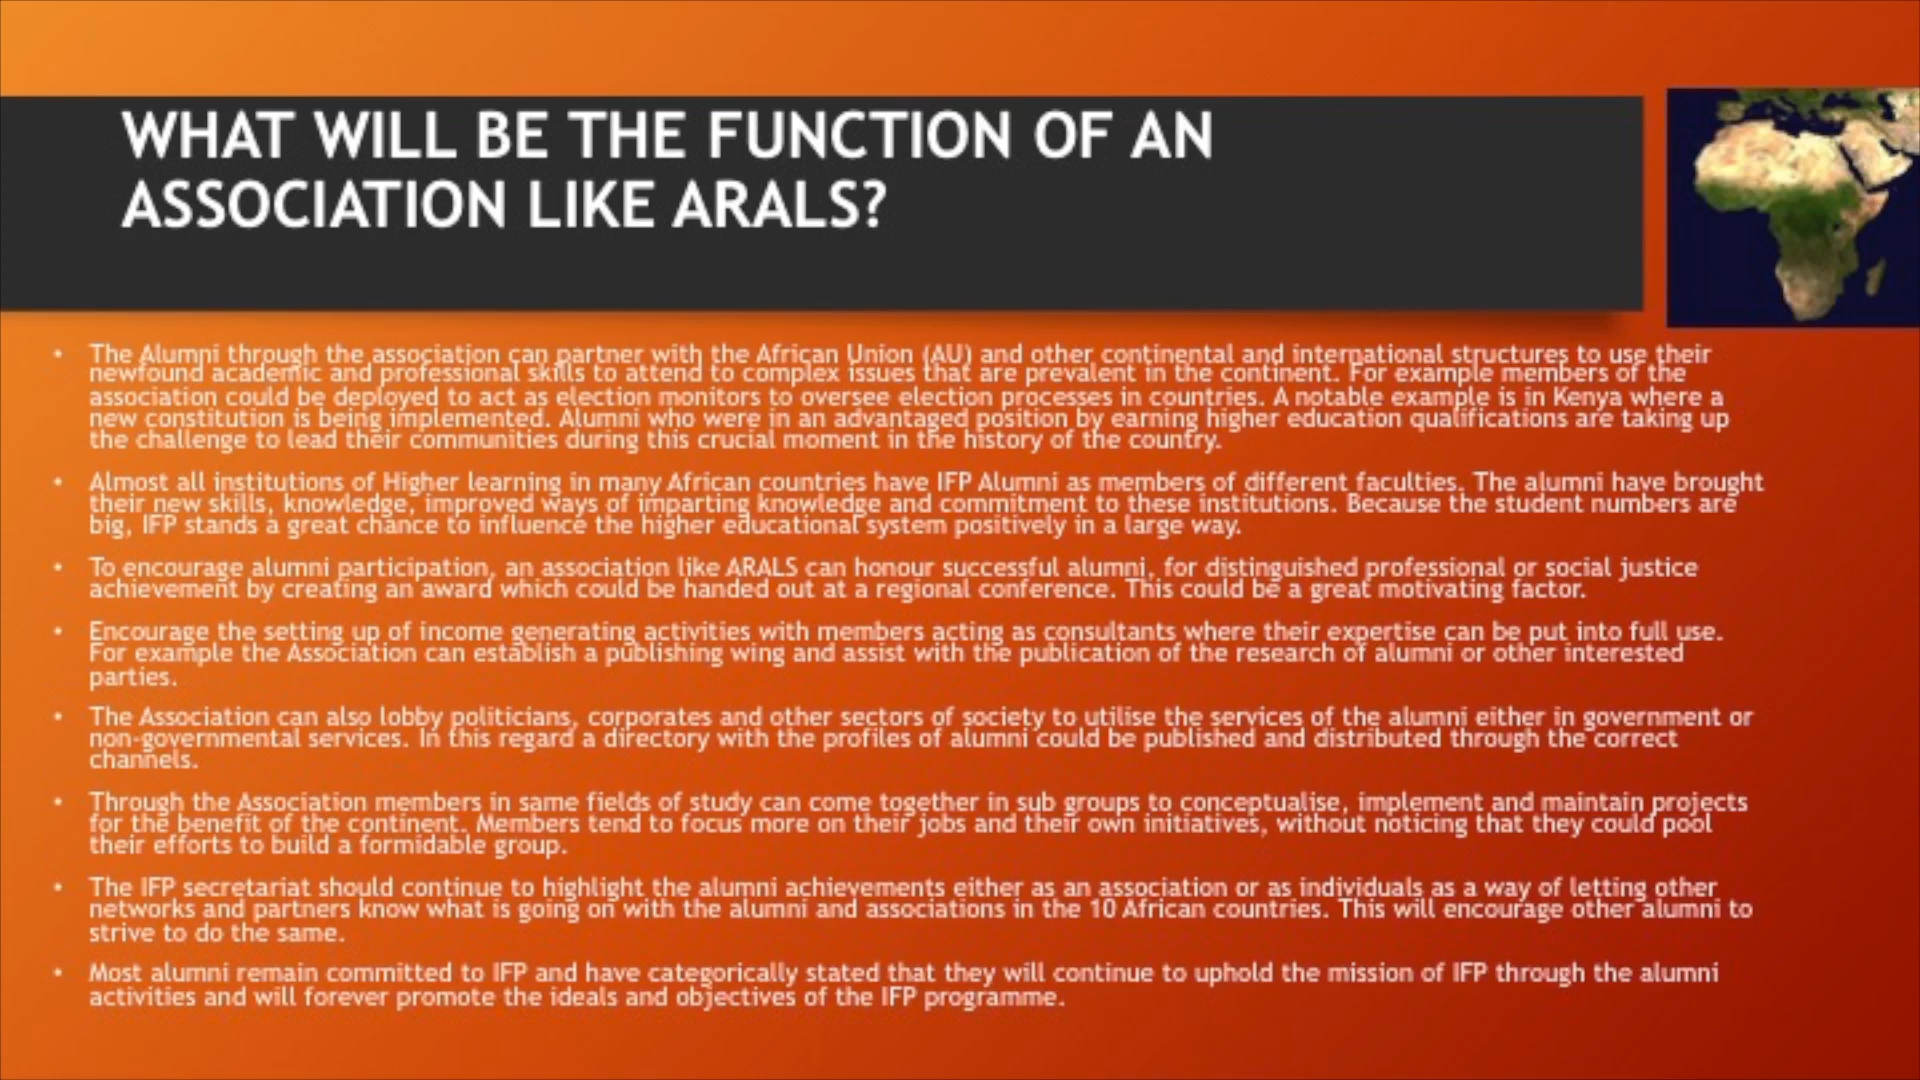 WHAT WILL BE THE FUNCTION OF AN
ASSOCIATION LIKE ARALS?
• The Alumni through the association can partner with the African Union (AU) and other continental and international structures to use their
newfound academic and professional skills to attend to complex issues that are prevalent in the continent. For example members of the
association could be deployed to act as election monitors to oversee election processes in countries. A notable example is in Kenya where a
new constitution is being implemented. Alumni who were in an advantaged position by earning higher education qualifications are taking up
the challenge to lead their communities during this crucial moment in the history of the country.
• Almost all institutions of Higher learning in many African countries have IFP Alumni as members of different faculties. The alumni have brought
their new skills, knowledge, improved ways of imparting knowledge and commitment to these institutions. Because the student numbers are
big, IFP stands a great chance to influence the higher educational system positively in a large way.
• To encourage alumni participation, an association like ARALS can honour successful alumni, for distinguished professional or social justice
achievement by creating an award which could be handed out at a regional conference. This could be a great motivating factor.
• Encourage the setting up of income generating activities with members acting as consultants where their expertise can be put into full use.
For example the Association can establish a publishing wing and assist with the publication of the research of alumni or other interested
parties.
• The Association can also lobby politicians, corporates and other sectors of society to utilise the services of the alumni either in government or
non-governmental services. In this regard a directory with the profiles of alumni could be published and distributed through the correct
channels.
• Through the Association members in same fields of study can come together in sub groups to conceptualise, implement and maintain projects
for the benefit of the continent. Members tend to focus more on their jobs and their own initiatives, without noticing that they could pool
their efforts to build a formidable group.
• The IFP secretariat should continue to highlight the alumni achievements either as an association or as individuals as a way of letting other
networks and partners know what is going on with the alumni and associations in the 10 African countries. This will encourage other alumni to
strive to do the same.
• Most alumni remain committed to IFP and have categorically stated that they will continue to uphold the mission of IFP through the alumni
activities and will forever promote the ideals and objectives of the IFP programme.